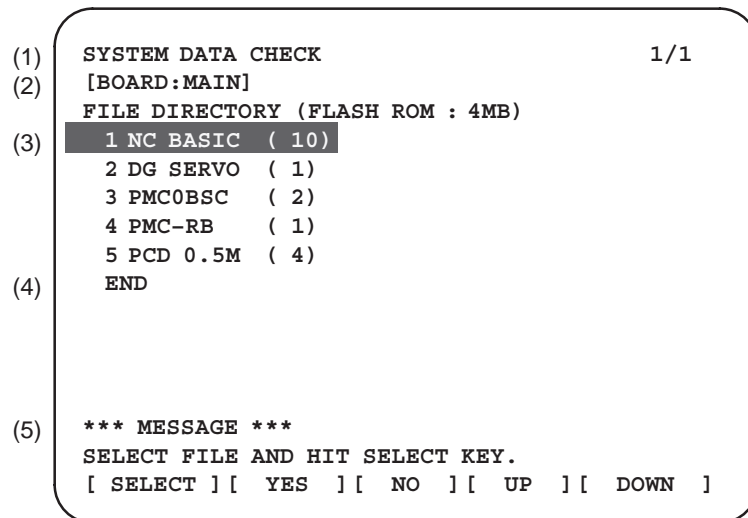 (1) SYSTEM DATA CHECK 1/1
(2) [BOARD:MAIN]
FILE DIRECTORY (FLASH ROM : 4MB)
(3) 1 NC BASIC ( 10)
2 DG SERVO ( 1)
3 PMC0BSC ( 2)
4 PMC–RB ( 1)
5 PCD 0.5M ( 4)
(4) END
(5) *** MESSAGE ***
SELECT FILE AND HIT SELECT KEY.
[ SELECT ][ YES ][ NO ][ UP ][ DOWN ]